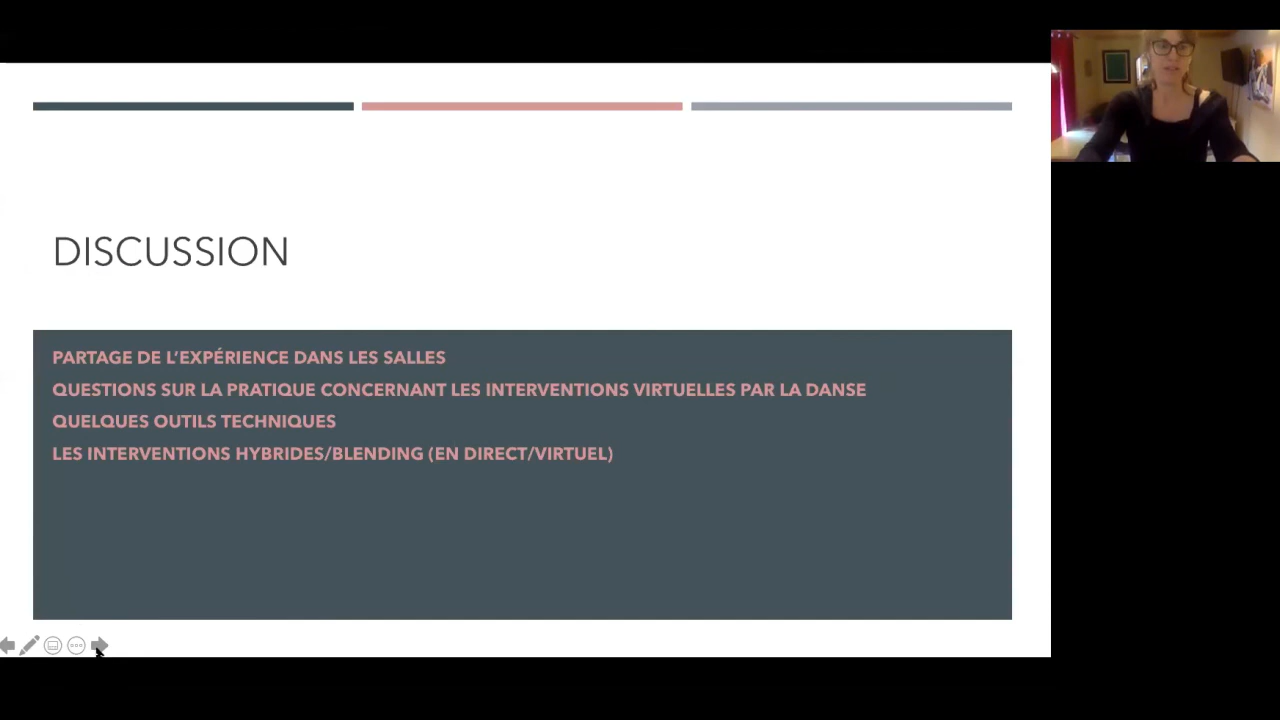 DISCUSSION
PARTAGE DE L’EXPÉRIENCE DANS LES SALLES
QUESTIONS SUR LA PRATIQUE CONCERNANT LES INTERVENTIONS VIRTUELLES PAR LA DANSE
QUELQUES OUTILS TECHNIQUES
LES INTERVENTIONS HYBRIDES/BLENDING (EN DIRECT/VIRTUEL)